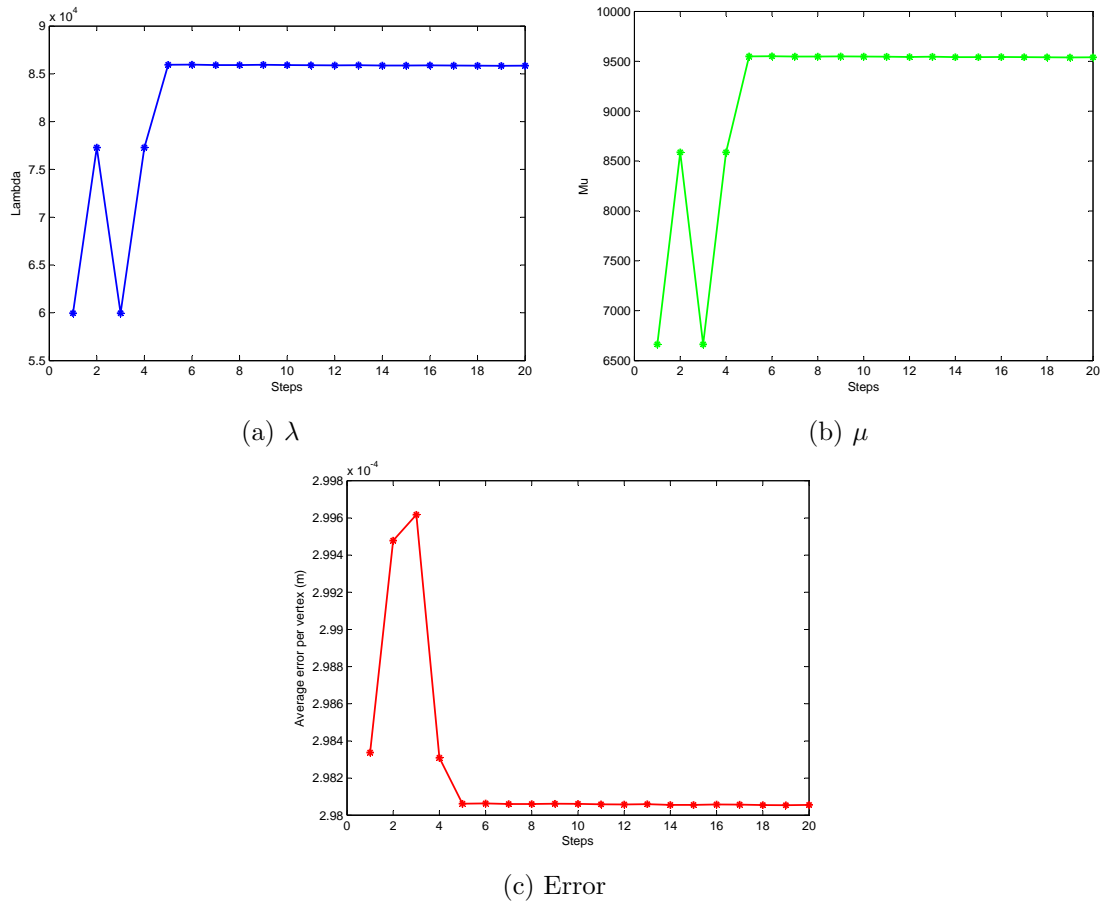 x 10^4
9
8.5
8
7.5
7
6.5
6
5.5
Lambda
0 2 4 6 8 10 12 14 16 18 20
Steps
(a) λ
10000
9500
9000
8500
8000
7500
7000
6500
Mu
0 2 4 6 8 10 12 14 16 18 20
Steps
(b) μ
x 10^-4
2.998
2.996
2.994
2.992
2.99
2.988
2.986
2.984
2.982
2.98
Average error per vertex (m)
0 2 4 6 8 10 12 14 16 18 20
Steps
(c) Error